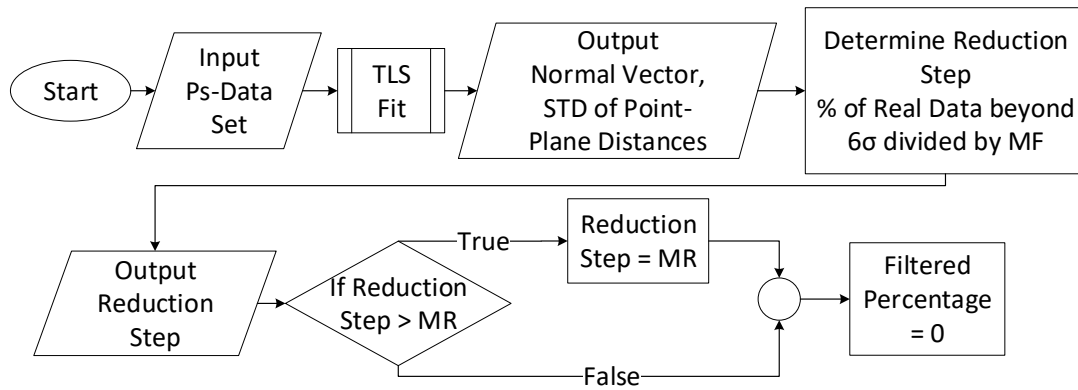 Start
Input
Ps-Data
Set
TLS
Fit
Output
Normal Vector,
STD of Point-
Plane Distances
Determine Reduction
Step
% of Real Data beyond
6σ divided by MF
Output
Reduction
Step
If Reduction
Step > MR
True
Reduction
Step = MR
False
Filtered
Percentage
= 0